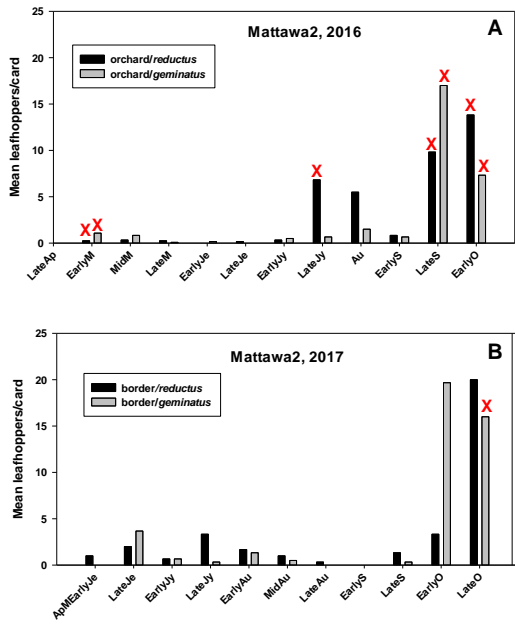 Mattawa2, 2016
A
orchard/reductus
orchard/geminatus
Mean leafhoppers/card
25
20
15
10
5
0
X X X X X X X
LateAp EarlyM MidM LateM EarlyJe LateJe EarlyJy LateJy Au EarlyS LateS EarlyO
Mattawa2, 2017
B
border/reductus
border/geminatus
Mean leafhoppers/card
25
20
15
10
5
0
X
ApMEarlyJe LateJe EarlyJy LateJy EarlyAu MidAu LateAu EarlyS LateS EarlyO LateO